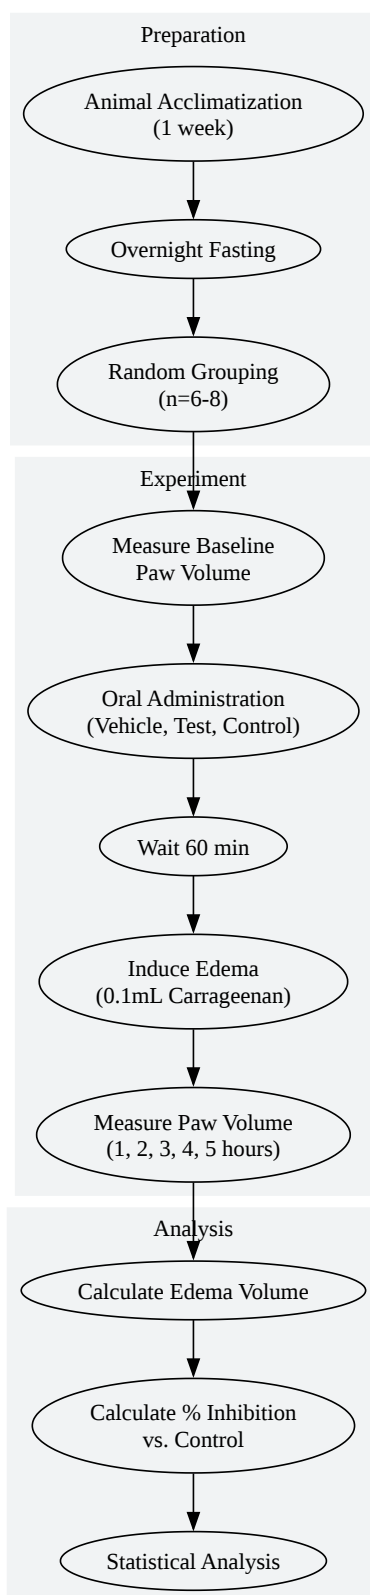 Preparation
Animal Acclimatization
(1 week)
Overnight Fasting
Random Grouping
(n=6-8)
Experiment
Measure Baseline
Paw Volume
Oral Administration
(Vehicle, Test, Control)
Wait 60 min
Induce Edema
(0.1mL Carrageenan)
Measure Paw Volume
(1, 2, 3, 4, 5 hours)
Analysis
Calculate Edema Volume
Calculate % Inhibition
vs. Control
Statistical Analysis